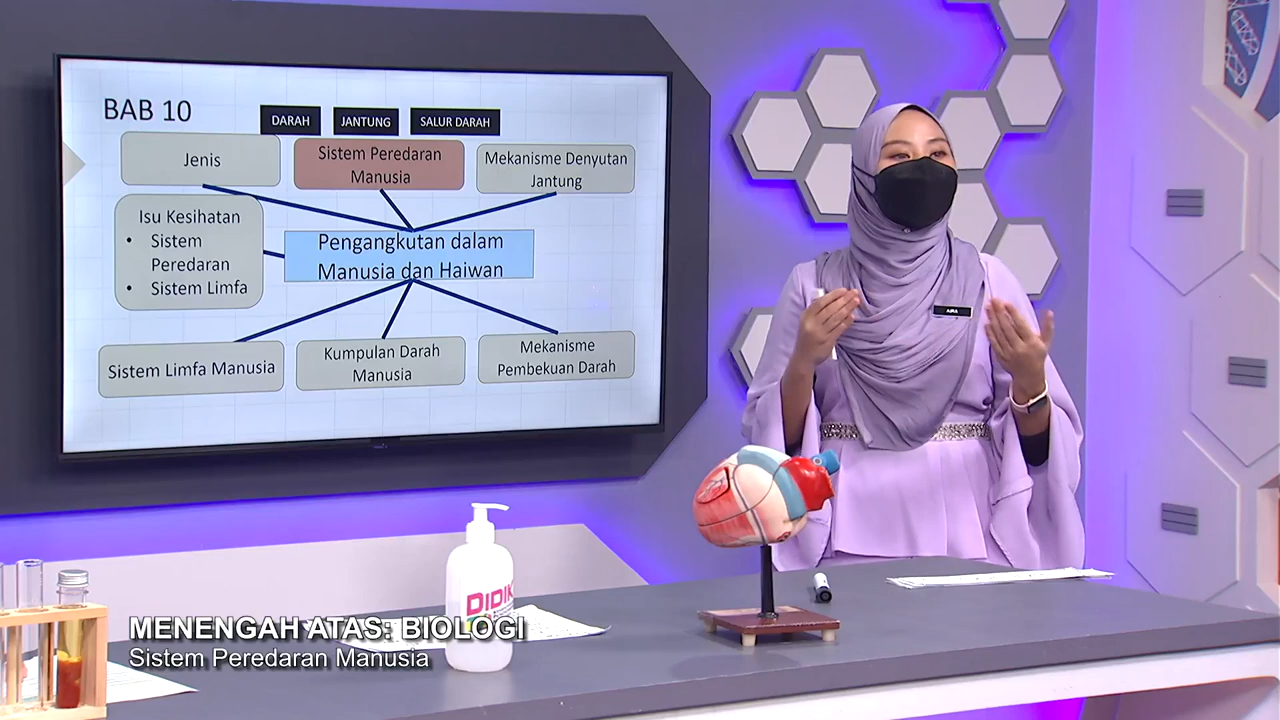 BAB 10
DARAH
JANTUNG
SALUR DARAH
Jenis
Sistem Peredaran
Manusia
Mekanisme Denyutan
Jantung
Isu Kesihatan
• Sistem
Peredaran
• Sistem Limfa
Pengangkutan dalam
Manusia dan Haiwan
Sistem Limfa Manusia
Kumpulan Darah
Manusia
Mekanisme
Pembekuan Darah
DIDIK
MENENGAH ATAS: BIOLOGI
Sistem Peredaran Manusia